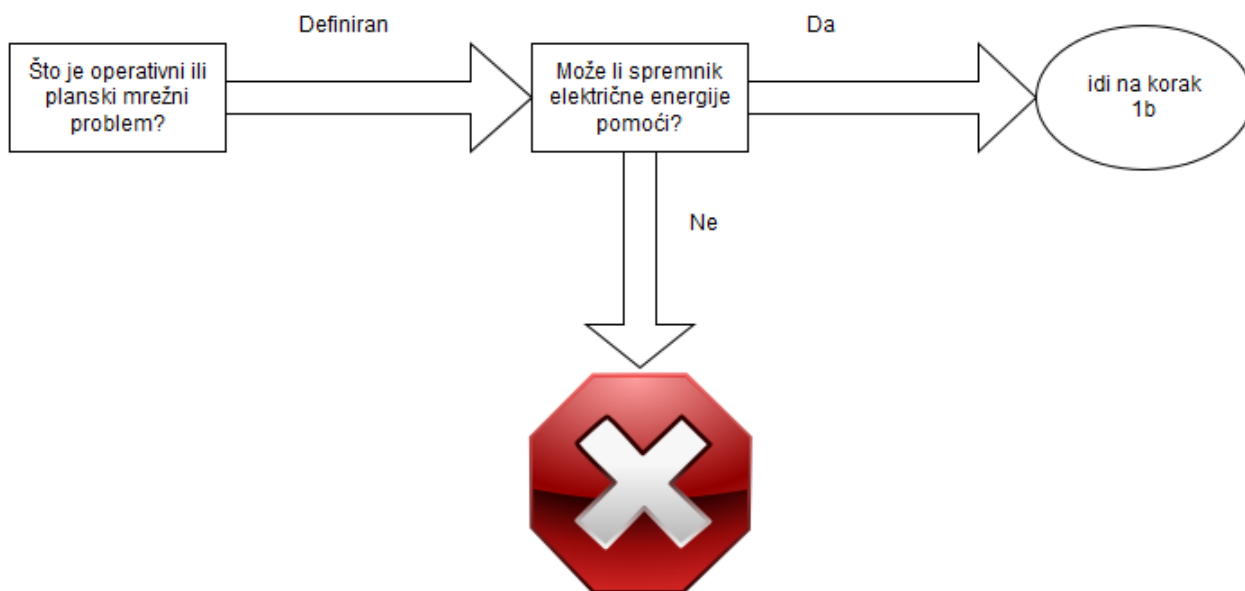 Definiran
Da
Što je operativni ili
planski mrežni
problem?
Može li spremnik
električne energije
pomoći?
idi na korak
1b
Ne